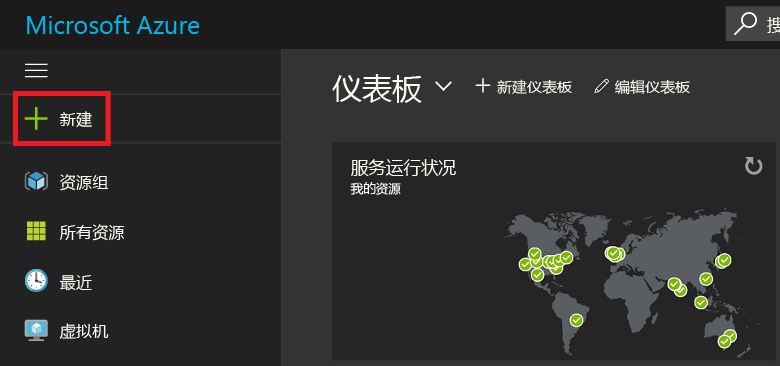 Microsoft Azure
搜
新建
仪表板
新建仪表板
编辑仪表板
服务运行状况
我的资源
资源组
所有资源
最近
虚拟机